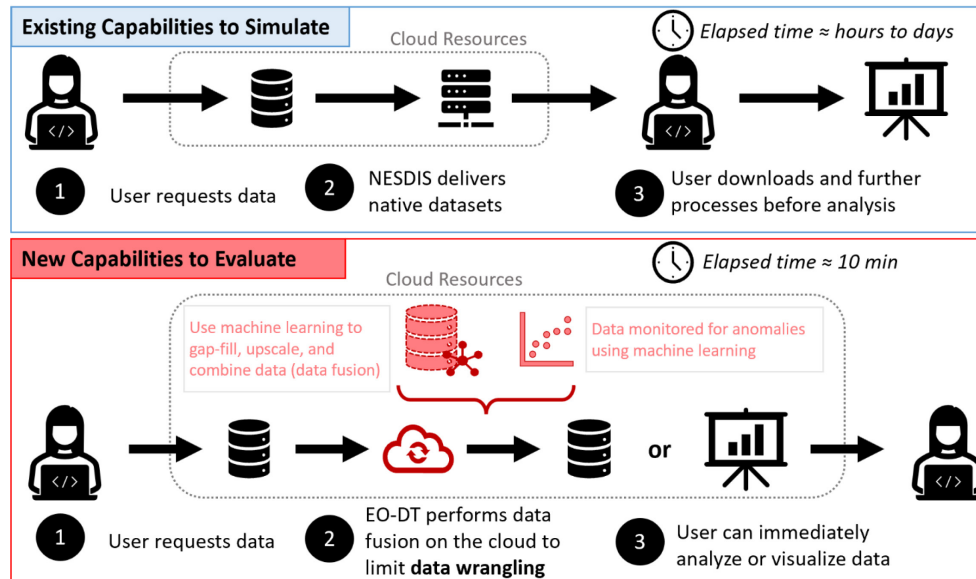 Existing Capabilities to Simulate
Elapsed time ≈ hours to days
Cloud Resources
</>
</>
1
User requests data
2
NESDIS delivers
native datasets
3
User downloads and further
processes before analysis
New Capabilities to Evaluate
Elapsed time ≈ 10 min
Cloud Resources
Use machine learning to
gap-fill, upscale, and
combine data (data fusion)
Data monitored for anomalies
using machine learning
</>
or
</>
1
User requests data
2
EO-DT performs data
fusion on the cloud to
limit data wrangling
3
User can immediately
analyze or visualize data